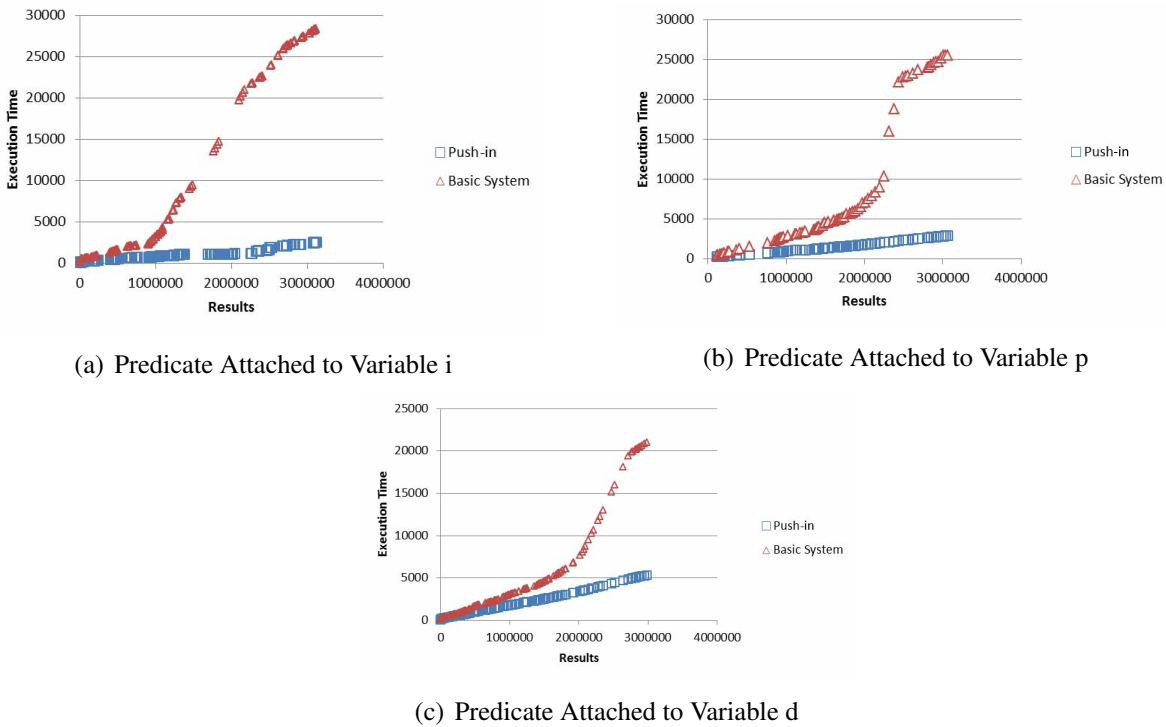 30000
25000
20000
15000
10000
5000
0
Execution Time
0 1000000 2000000 3000000 4000000
Results
Push-in
Basic System
(a) Predicate Attached to Variable i
30000
25000
20000
15000
10000
5000
0
Execution Time
0 1000000 2000000 3000000 4000000
Results
Push-in
Basic System
(b) Predicate Attached to Variable p
25000
20000
15000
10000
5000
0
Execution Time
0 1000000 2000000 3000000 4000000
Results
Push-in
Basic System
(c) Predicate Attached to Variable d